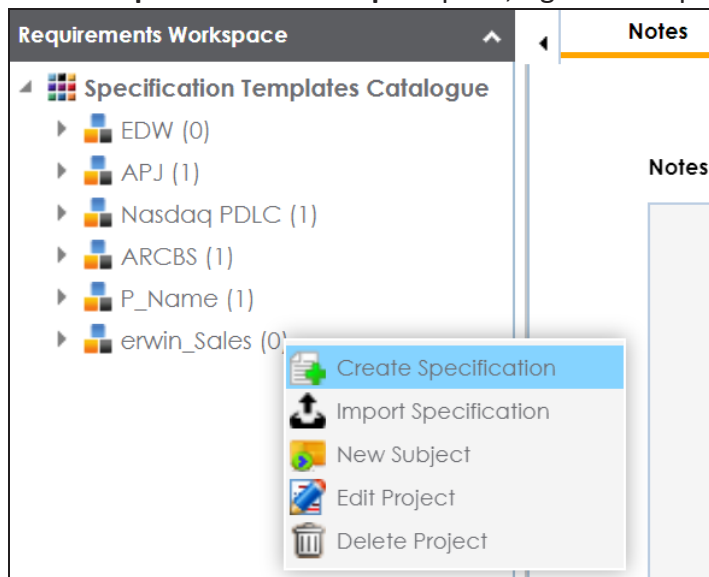 Requirements Workspace
Notes
Specification Templates Catalogue
EDW (0)
APJ (1)
Notes
Nasdaq PDLC (1)
ARCBS (1)
P_Name (1)
erwin_Sales (0)
Create Specification
Import Specification
New Subject
Edit Project
Delete Project